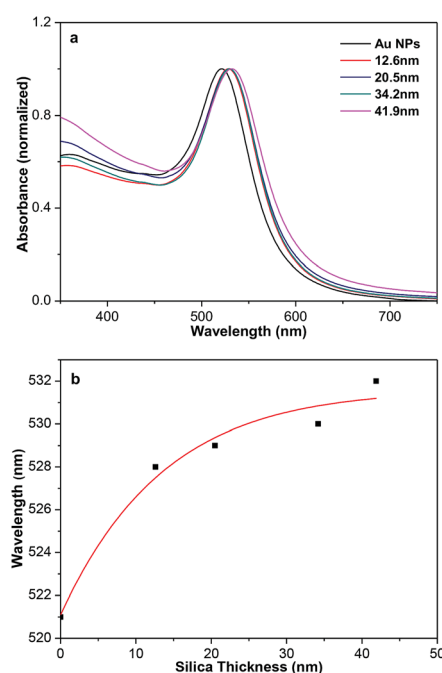 a
1.2
0.8
0.4
0.0
Absorbance (normalized)
Au NPs
12.6nm
20.5nm
34.2nm
41.9nm
400
500
600
700
Wavelength (nm)
b
532
530
528
526
524
522
520
Wavelength (nm)
0
10
20
30
40
50
Silica Thickness (nm)